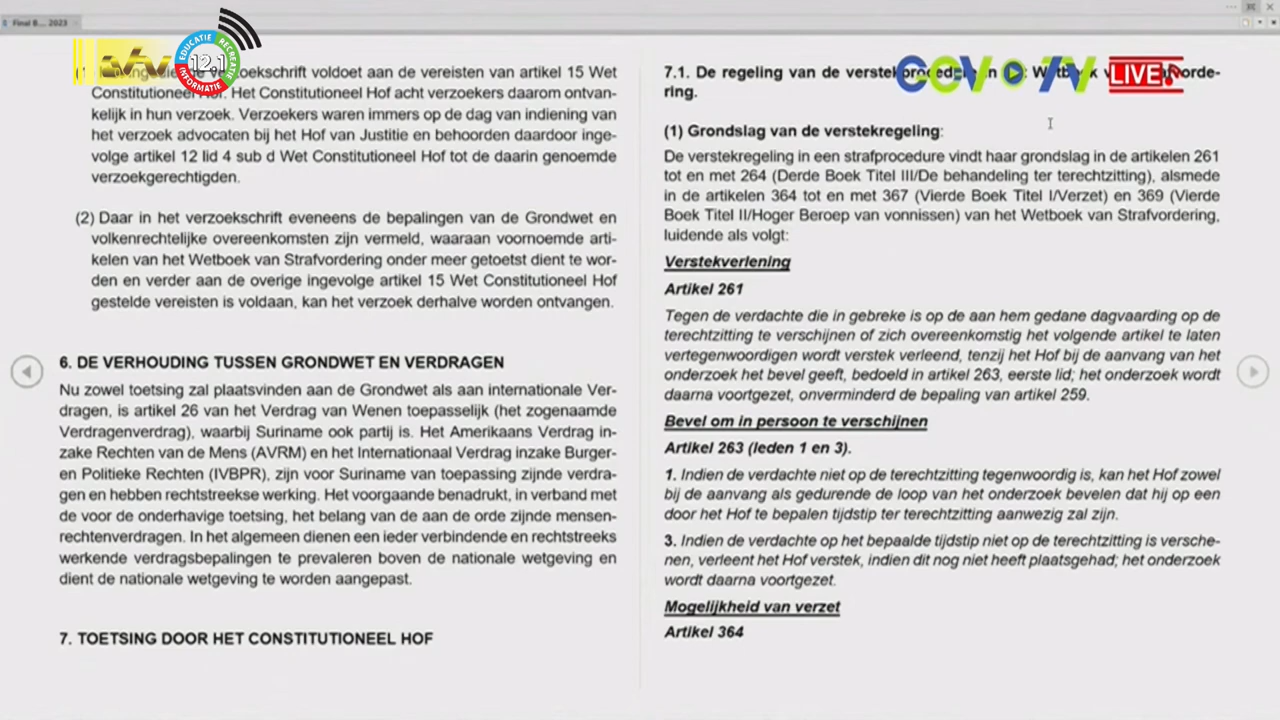 Final B... 2023
12.1
EDUCATIE
RECREATIE
INFORMATIE
oekschrift voldoet aan de vereisten van artikel 15 Wet
Constitutioneel Hof. Het Constitutioneel Hof acht verzoekers daarom ontvan-
kelijk in hun verzoek. Verzoekers waren immers op de dag van indiening van
het verzoek advocaten bij het Hof van Justitie en behoorden daardoor inge-
volge artikel 12 lid 4 sub d Wet Constitutioneel Hof tot de daarin genoemde
verzoekgerechtigden.
(2) Daar in het verzoekschrift eveneens de bepalingen van de Grondwet en
volkenrechtelijke overeenkomsten zijn vermeld, waaraan voornoemde arti-
kelen van het Wetboek van Strafvordering onder meer getoetst dient te wor-
den en verder aan de overige ingevolge artikel 15 Wet Constitutioneel Hof
gestelde vereisten is voldaan, kan het verzoek derhalve worden ontvangen.
6. DE VERHOUDING TUSSEN GRONDWET EN VERDRAGEN
Nu zowel toetsing zal plaatsvinden aan de Grondwet als aan internationale Ver-
dragen, is artikel 26 van het Verdrag van Wenen toepasselijk (het zogenaamde
Verdragenverdrag), waarbij Suriname ook partij is. Het Amerikaans Verdrag in-
zake Rechten van de Mens (AVRM) en het Internationaal Verdrag inzake Burger-
en Politieke Rechten (IVBPR), zijn voor Suriname van toepassing zijnde verdra-
gen en hebben rechtstreekse werking. Het voorgaande benadrukt, in verband met
de voor de onderhavige toetsing, het belang van de aan de orde zijnde mensen-
rechtenverdragen. In het algemeen dienen een ieder verbindende en rechtstreeks
werkende verdragsbepalingen te prevaleren boven de nationale wetgeving en
dient de nationale wetgeving te worden aangepast.
7. TOETSING DOOR HET CONSTITUTIONEEL HOF
GOV TV LIVE
7.1. De regeling van de verstekprocedure in
ring.
(1) Grondslag van de verstekregeling:
De verstekregeling in een strafprocedure vindt haar grondslag in de artikelen 261
tot en met 264 (Derde Boek Titel III/De behandeling ter terechtzitting), alsmede
in de artikelen 364 tot en met 367 (Vierde Boek Titel I/Verzet) en 369 (Vierde
Boek Titel II/Hoger Beroep van vonnissen) van het Wetboek van Strafvordering,
luidende als volgt:
Verstekverlening
Artikel 261
Tegen de verdachte die in gebreke is op de aan hem gedane dagvaarding op de
terechtzitting te verschijnen of zich overeenkomstig het volgende artikel te laten
vertegenwoordigen wordt verstek verleend, tenzij het Hof bij de aanvang van het
onderzoek het bevel geeft, bedoeld in artikel 263, eerste lid; het onderzoek wordt
daarna voortgezet, onverminderd de bepaling van artikel 259.
Bevel om in persoon te verschijnen
Artikel 263 (leden 1 en 3).
1. Indien de verdachte niet op de terechtzitting tegenwoordig is, kan het Hof zowel
bij de aanvang als gedurende de loop van het onderzoek bevelen dat hij op een
door het Hof te bepalen tijdstip ter terechtzitting aanwezig zal zijn.
3. Indien de verdachte op het bepaalde tijdstip niet op de terechtzitting is versche-
nen, verleent het Hof verstek, indien dit nog niet heeft plaatsgehad; het onderzoek
wordt daarna voortgezet.
Mogelijkheid van verzet
Artikel 364